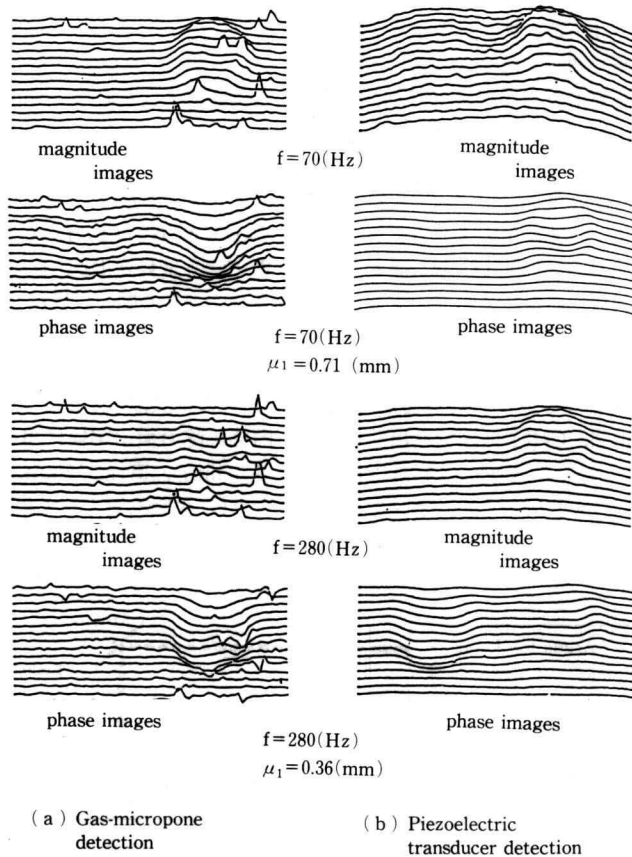 magnitude
images
f=70(Hz)
magnitude
images
phase images
f=70(Hz)
μ1=0.71 (mm)
phase images
magnitude
images
f=280(Hz)
magnitude
images
phase images
f=280(Hz)
μ1=0.36(mm)
phase images
(a) Gas-micropone
detection
(b) Piezoelectric
transducer detection